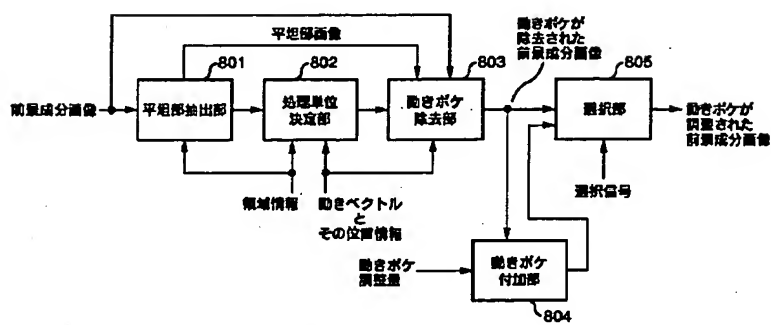 動きボケが
除去された
前景成分画像
平坦部画像
801
802
803
805
前景成分画像
平坦部抽出部
処理単位
決定部
動きボケ
除去部
選択部
動きボケが
調整された
前景成分画像
領域情報
動きベクトル
と
その位置情報
選択信号
動きボケ
調整量
動きボケ
付加部
804